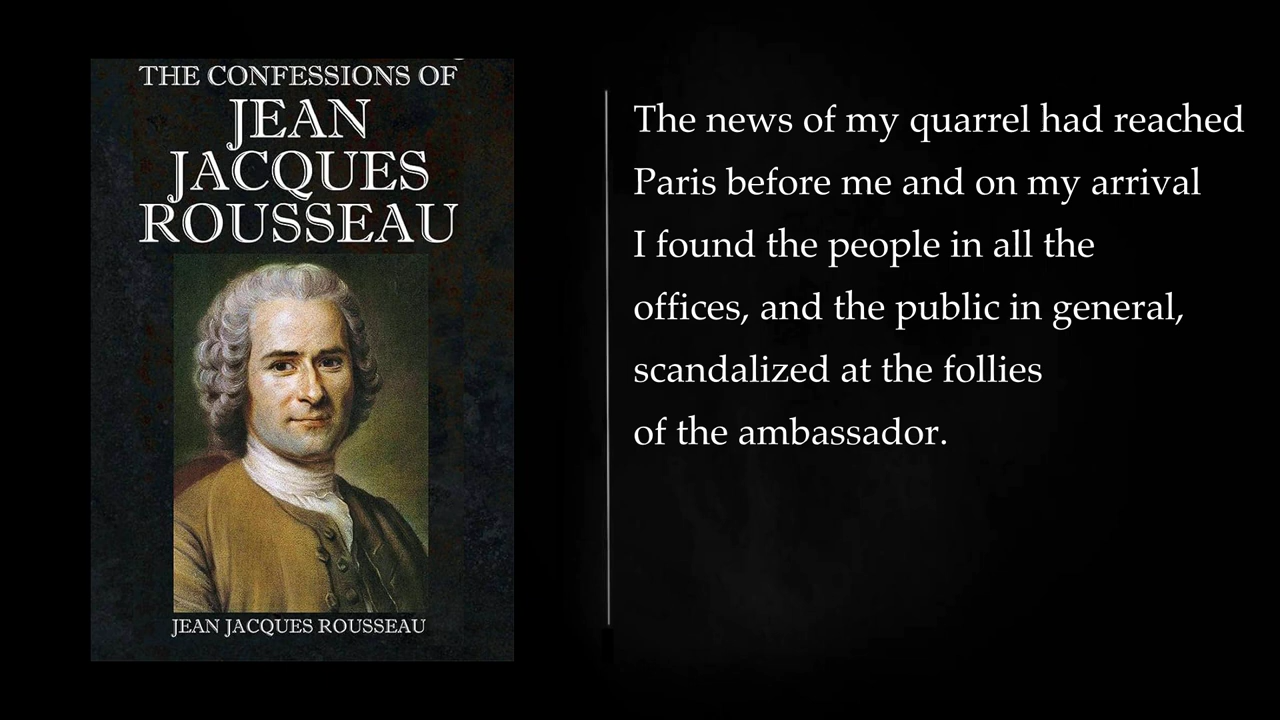 THE CONFESSIONS OF
JEAN
JACQUES
ROUSSEAU
JEAN JACQUES ROUSSEAU
The news of my quarrel had reached
Paris before me and on my arrival
I found the people in all the
offices, and the public in general,
scandalized at the follies
of the ambassador.